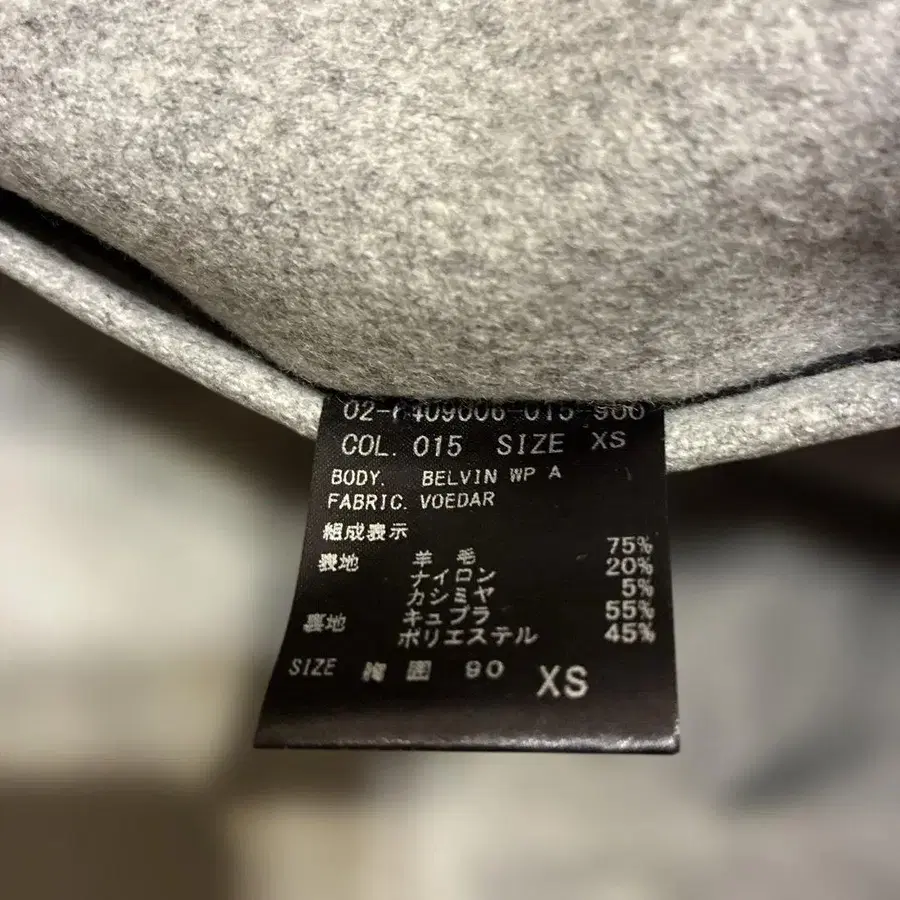 COL. 015 SIZE XS
BODY. BELVIN WP A
FABRIC. VOEDAR
組成表示
表地 羊毛 75%
ナイロン 20%
カシミヤ 5%
裏地 キュプラ 55%
ポリエステル 45%
SIZE 胸囲 90 XS